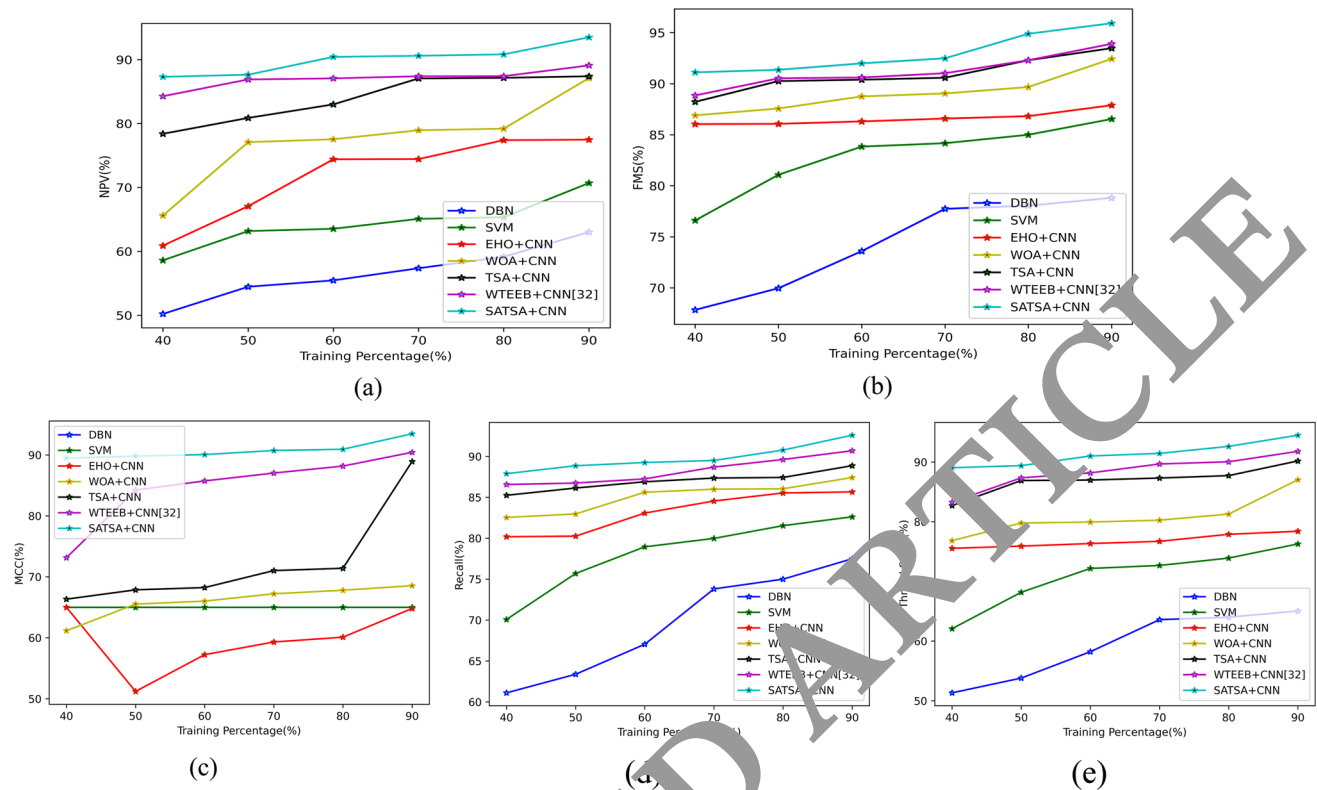 NPV(%)
90
80
70
60
50
DBN
SVM
EHO+CNN
WOA+CNN
TSA+CNN
WTEEB+CNN[32]
SATSA+CNN
40 50 60 70 80 90
Training Percentage(%)
(a)
FMS(%)
95
90
85
80
75
70
DBN
SVM
EHO+CNN
WOA+CNN
TSA+CNN
WTEEB+CNN[32]
SATSA+CNN
40 50 60 70 80 90
Training Percentage(%)
(b)
MCC(%)
90
80
70
60
50
DBN
SVM
EHO+CNN
WOA+CNN
TSA+CNN
WTEEB+CNN[32]
SATSA+CNN
40 50 60 70 80 90
Training Percentage(%)
(c)
Recall(%)
90
85
80
75
70
65
60
DBN
SVM
EHO+CNN
TSA+CNN
WTEEB+CNN[32]
40 50 60 70 80 90
Training Percentage(%)
(d)
90
80
60
50
DBN
SVM
EHO+CNN
WOA+CNN
TSA+CNN
WTEEB+CNN[32]
SATSA+CNN
40 50 60 70 80 90
Training Percentage(%)
(e)
D ARTICLE